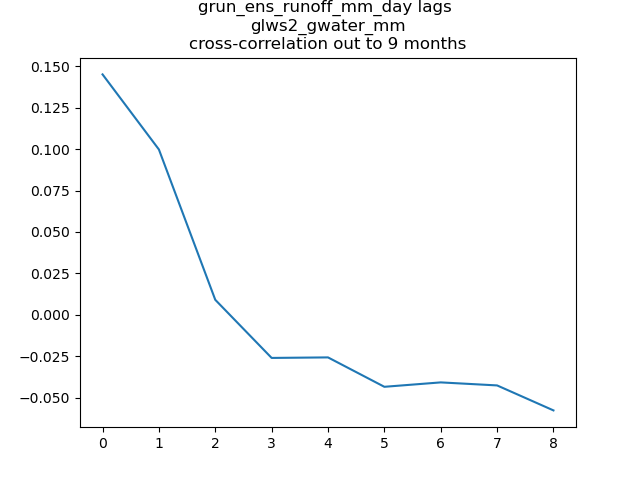 grun_ens_runoff_mm_day lags
glws2_gwater_mm
cross-correlation out to 9 months
0.150
0.125
0.100
0.075
0.050
0.025
0.000
−0.025
−0.050
0 1 2 3 4 5 6 7 8